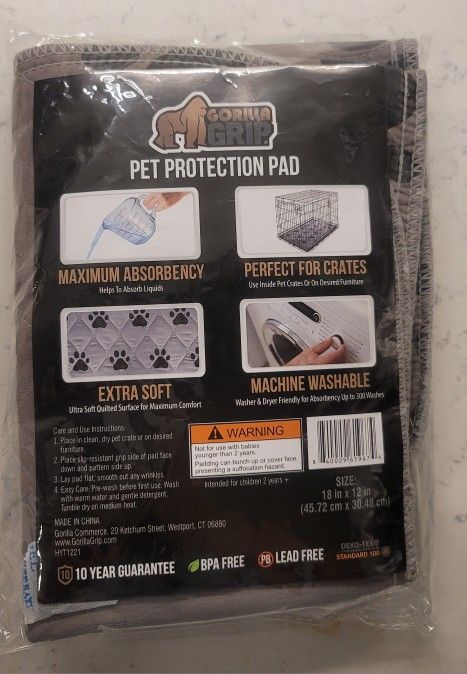 GORILLA
GRIP
PET PROTECTION PAD
MAXIMUM ABSORBENCY
Helps To Absorb Liquids
PERFECT FOR CRATES
Use Inside Pet Crates Or On Desired Furniture
EXTRA SOFT
Ultra Soft Quilted Surface for Maximum Comfort
MACHINE WASHABLE
Washer & Dryer Friendly for Absorbency Up to 300 Washes
Care and Use Instructions:
1. Place in clean, dry pet crate or on desired
furniture.
2. Place slip-resistant grip side of pad face
down and pattern side up.
3. Lay pad flat, smooth out any wrinkles.
4. Easy Care: Pre-wash before first use. Wash
with warm water and gentle detergent.
Tumble dry on medium heat.
MADE IN CHINA
Gorilla Commerce, 20 Ketchum Street, Westport, CT 06880
www.GorillaGrip.com
HYT1221
WARNING
Not for use with babies
younger than 2 years
Padding can bunch up or cover face,
presenting a suffocation hazard.
Intended for children 2 years +
SIZE:
18 in x 12 in
(45.72 cm x 30.48 cm)
10 10 YEAR GUARANTEE
BPA FREE
PB LEAD FREE
OEKO-TEX®
STANDARD 100